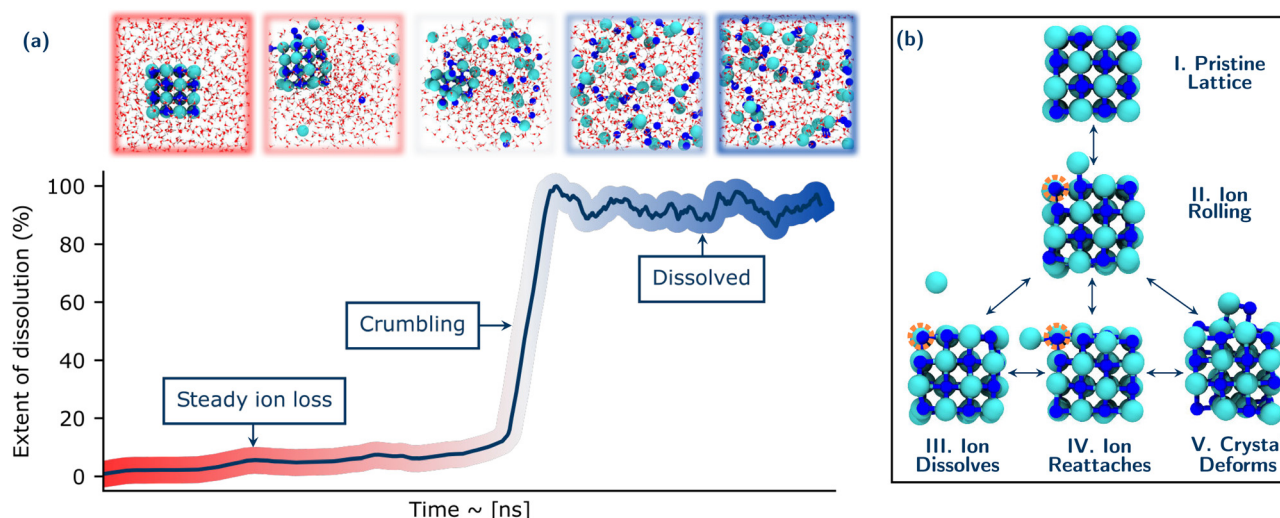 (a)
Extent of dissolution (%)
100
80
60
40
20
0
Steady ion loss
Crumbling
Dissolved
Time ~ [ns]
(b)
I. Pristine
Lattice
II. Ion
Rolling
III. Ion
Dissolves
IV. Ion
Reattaches
V. Crysta
Deforms